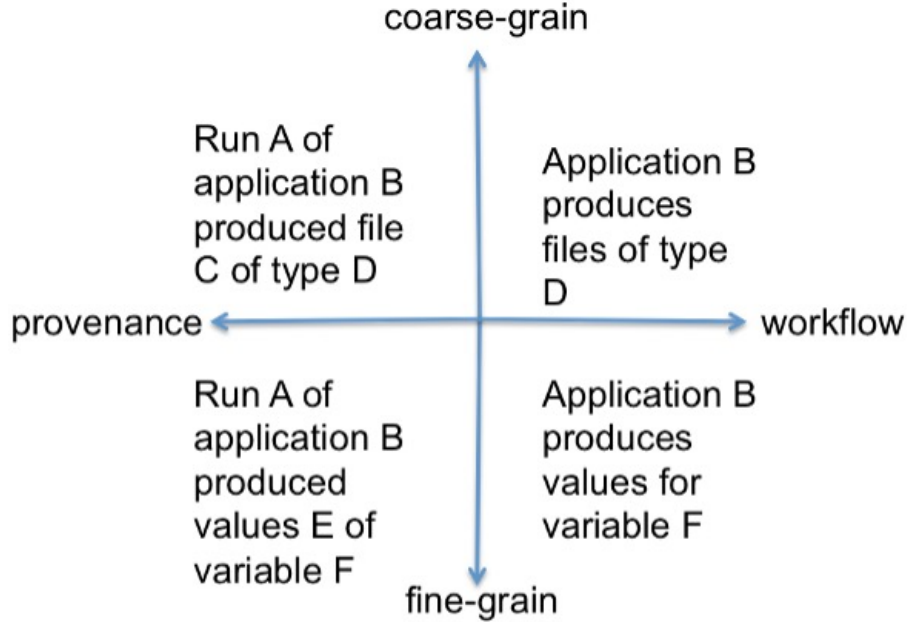 coarse-grain
Run A of
application B
produced file
C of type D
Application B
produces
files of type
D
provenance
workflow
Run A of
application B
produced
values E of
variable F
Application B
produces
values for
variable F
fine-grain